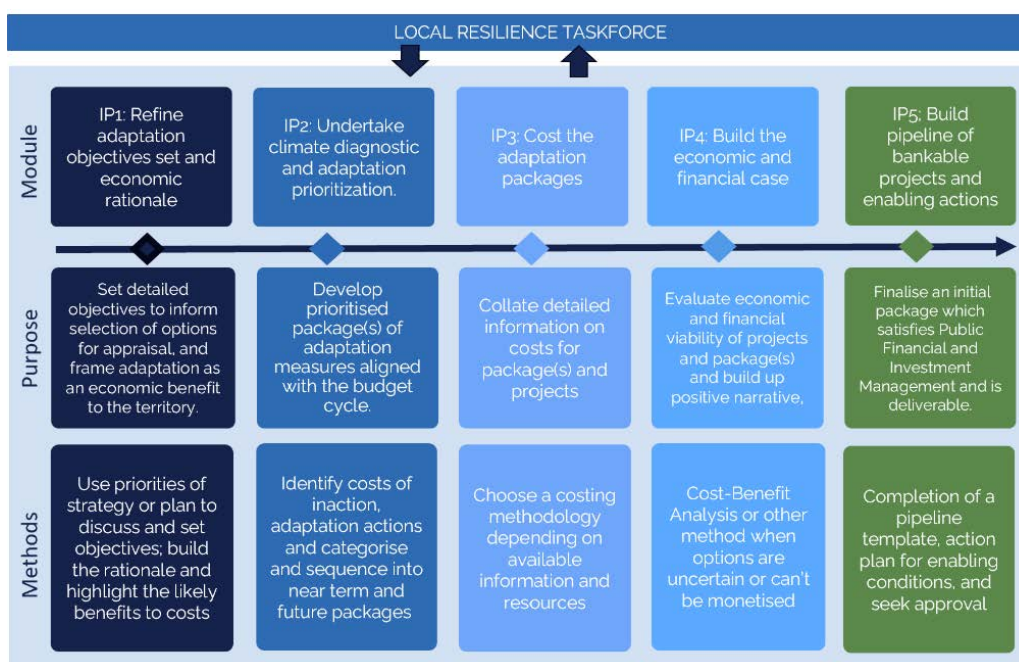 LOCAL RESILIENCE TASKFORCE
Module
IP1: Refine
adaptation
objectives set and
economic
rationale
IP2: Undertake
climate diagnostic
and adaptation
prioritization.
IP3: Cost the
adaptation
packages
IP4: Build the
economic and
financial case
IP5; Build
pipeline of
bankable
projects and
enabling actions
Purpose
Set detailed
objectives to inform
selection of options
for appraisal, and
frame adaptation as
an economic benefit
to the territory.
Develop
prioritised
package(s) of
adaptation
measures aligned
with the budget
cycle.
Collate detailed
information on
costs for
package(s) and
projects
Evaluate economic
and financial
viability of projects
and package(s)
and build up
positive narrative,
Finalise an initial
package which
satisfies Public
Financial and
Investment
Management and is
deliverable.
Methods
Use priorities of
strategy or plan to
discuss and set
objectives; build
the rationale and
highlight the likely
benefits to costs
Identify costs of
inaction,
adaptation actions
and categorise
and sequence into
near term and
future packages
Choose a costing
methodology
depending on
available
information and
resources
Cost-Benefit
Analysis or other
method when
options are
uncertain or can't
be monetised
Completion of a
pipeline
template, action
plan for enabling
conditions, and
seek approval